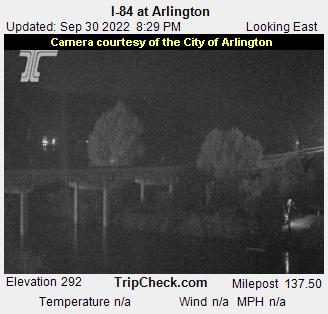 I-84 at Arlington
Updated: Sep 30 2022 8:29 PM Looking East
Camera courtesy of the City of Arlington
Elevation 292 TripCheck.com Milepost 137.50
Temperature n/a Wind n/a MPH n/a